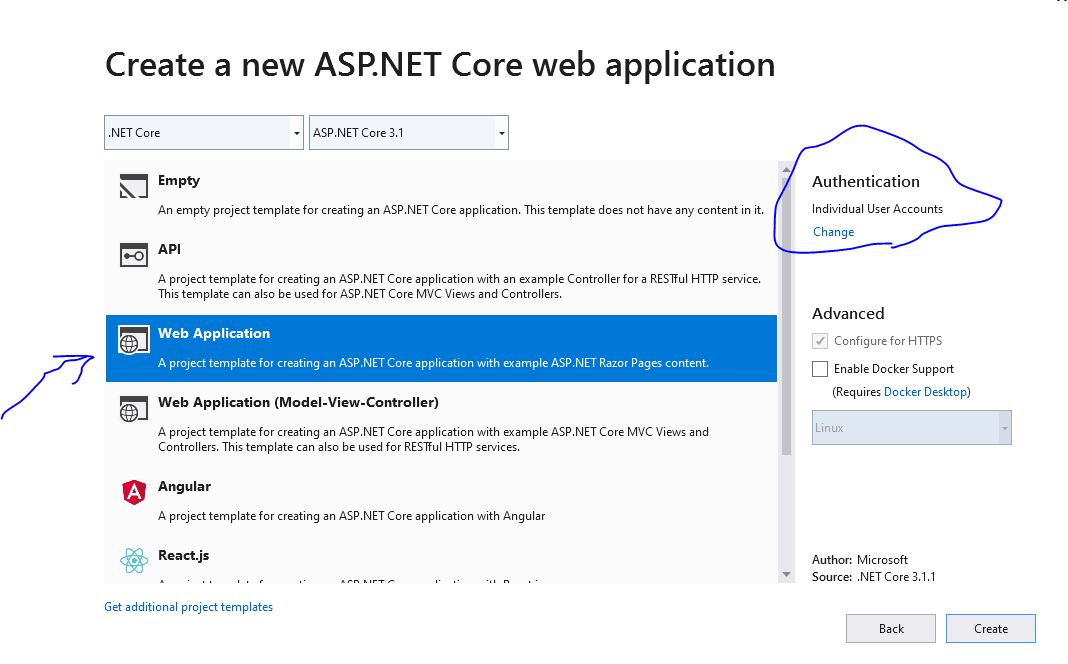 Create a new ASP.NET Core web application
.NET Core
ASP.NET Core 3.1
Empty
An empty project template for creating an ASP.NET Core application. This template does not have any content in it.
API
A project template for creating an ASP.NET Core application with an example Controller for a RESTful HTTP service.
This template can also be used for ASP.NET Core MVC Views and Controllers.
Web Application
A project template for creating an ASP.NET Core application with example ASP.NET Razor Pages content.
Web Application (Model-View-Controller)
A project template for creating an ASP.NET Core application with example ASP.NET Core MVC Views and
Controllers. This template can also be used for RESTful HTTP services.
Angular
A project template for creating an ASP.NET Core application with Angular
React.js
Get additional project templates
Authentication
Individual User Accounts
Change
Advanced
Configure for HTTPS
Enable Docker Support
(Requires Docker Desktop)
Linux
Author: Microsoft
Source: .NET Core 3.1.1
Back
Create